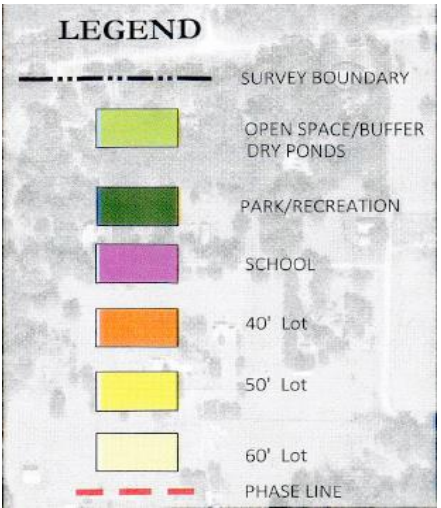 LEGEND
SURVEY BOUNDARY
OPEN SPACE/BUFFER
DRY PONDS
PARK/RECREATION
SCHOOL
40' Lot
50' Lot
60' Lot
PHASE LINE